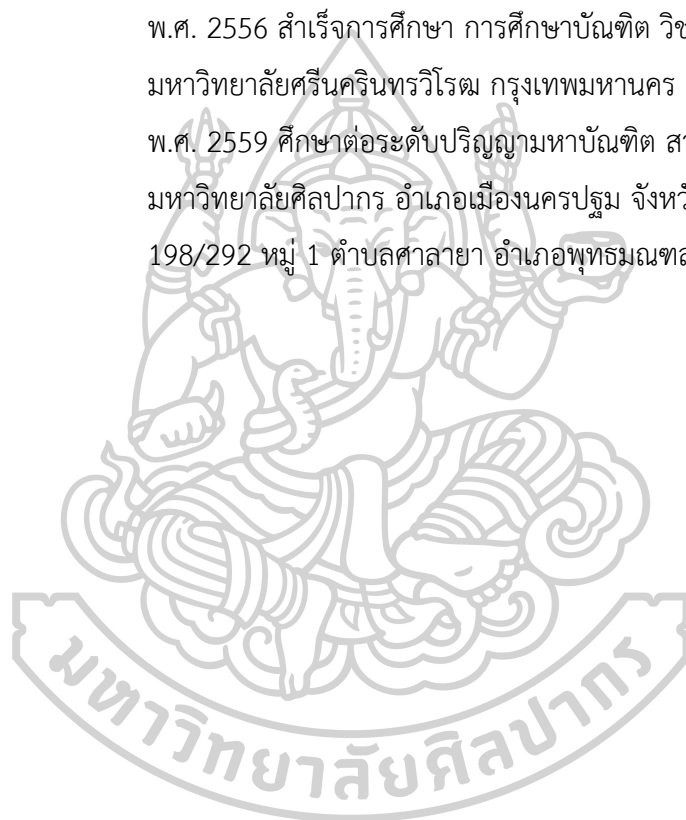 พ.ศ. 2556 สำเร็จการศึกษา การศึกษาบัณฑิต
มหาวิทยาลัยศรีนครินทรวิโรฒ กรุงเทพมหานคร
พ.ศ. 2559 ศึกษาต่อระดับปริญญามหาบัณฑิต
มหาวิทยาลัยศิลปากร อำเภอเมืองนครปฐม
198/292 หมู่ 1 ตำบลศาลายา อำเภอพุทธมณฑล
มหาวิทยาลัยศิลปากร